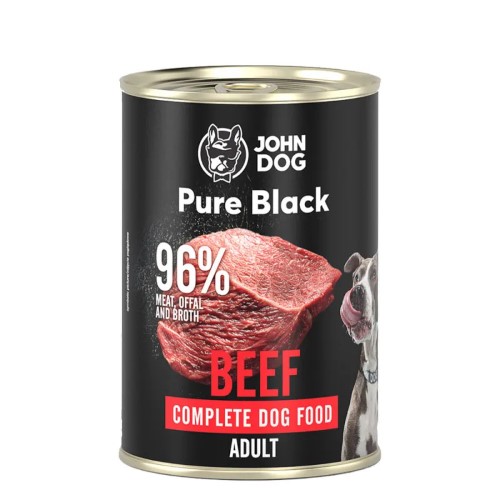 JOHN
DOG
Pure Black
96%
MEAT, OFFAL
AND BROTH
BEEF
COMPLETE DOG FOOD
ADULT